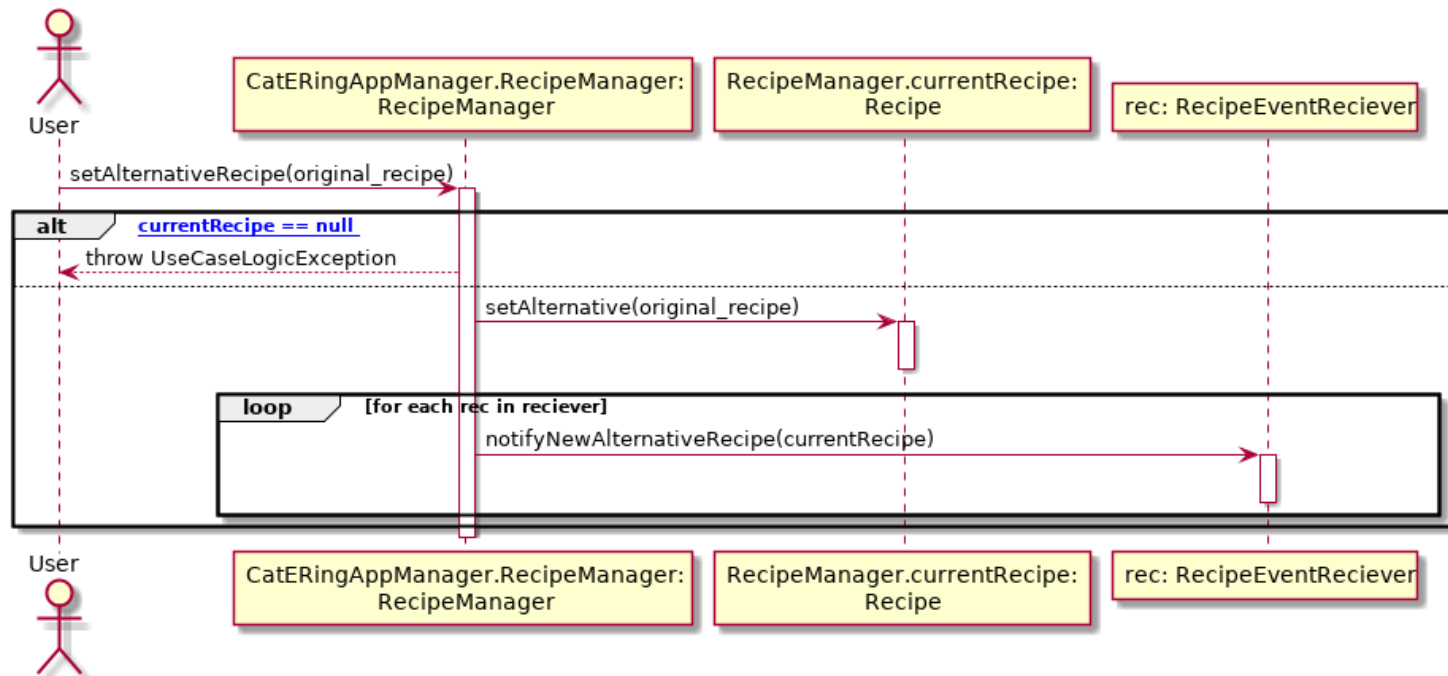 User
CatERingAppManager.RecipeManager:
RecipeManager
RecipeManager.currentRecipe:
Recipe
rec: RecipeEventReciever
setAlternativeRecipe(original_recipe)
alt
currentRecipe == null
throw UseCaseLogicException
setAlternative(original_recipe)
loop
[for each rec in reciever]
notifyNewAlternativeRecipe(currentRecipe)
User
CatERingAppManager.RecipeManager:
RecipeManager
RecipeManager.currentRecipe:
Recipe
rec: RecipeEventReciever